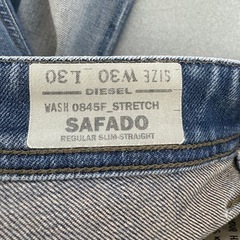 SIZE W30 L30
DIESEL
WASH 0845F_STRETCH
SAFADO
REGULAR SLIM-STRAIGHT